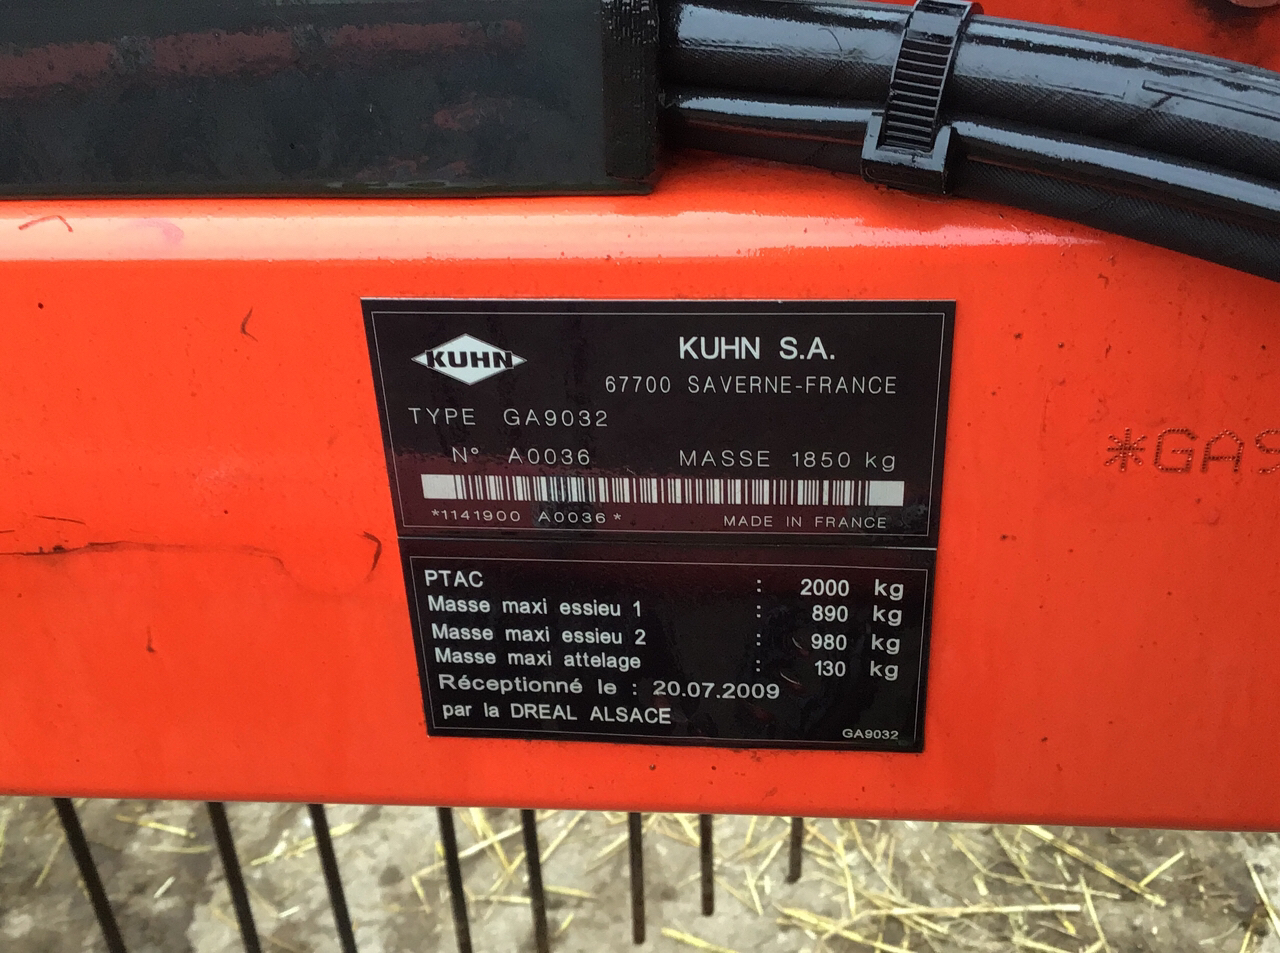 KUHN
KUHN S.A.
67700 SAVERNE-FRANCE
TYPE GA9032
N° A0036 MASSE 1850 kg
*1141900 A0036*
MADE IN FRANCE
PTAC : 2000 kg
Masse maxi essieu 1 : 890 kg
Masse maxi essieu 2 : 980 kg
Masse maxi attelage : 130 kg
Réceptionné le : 20.07.2009
par la DREAL ALSACE
GA9032
*GAS